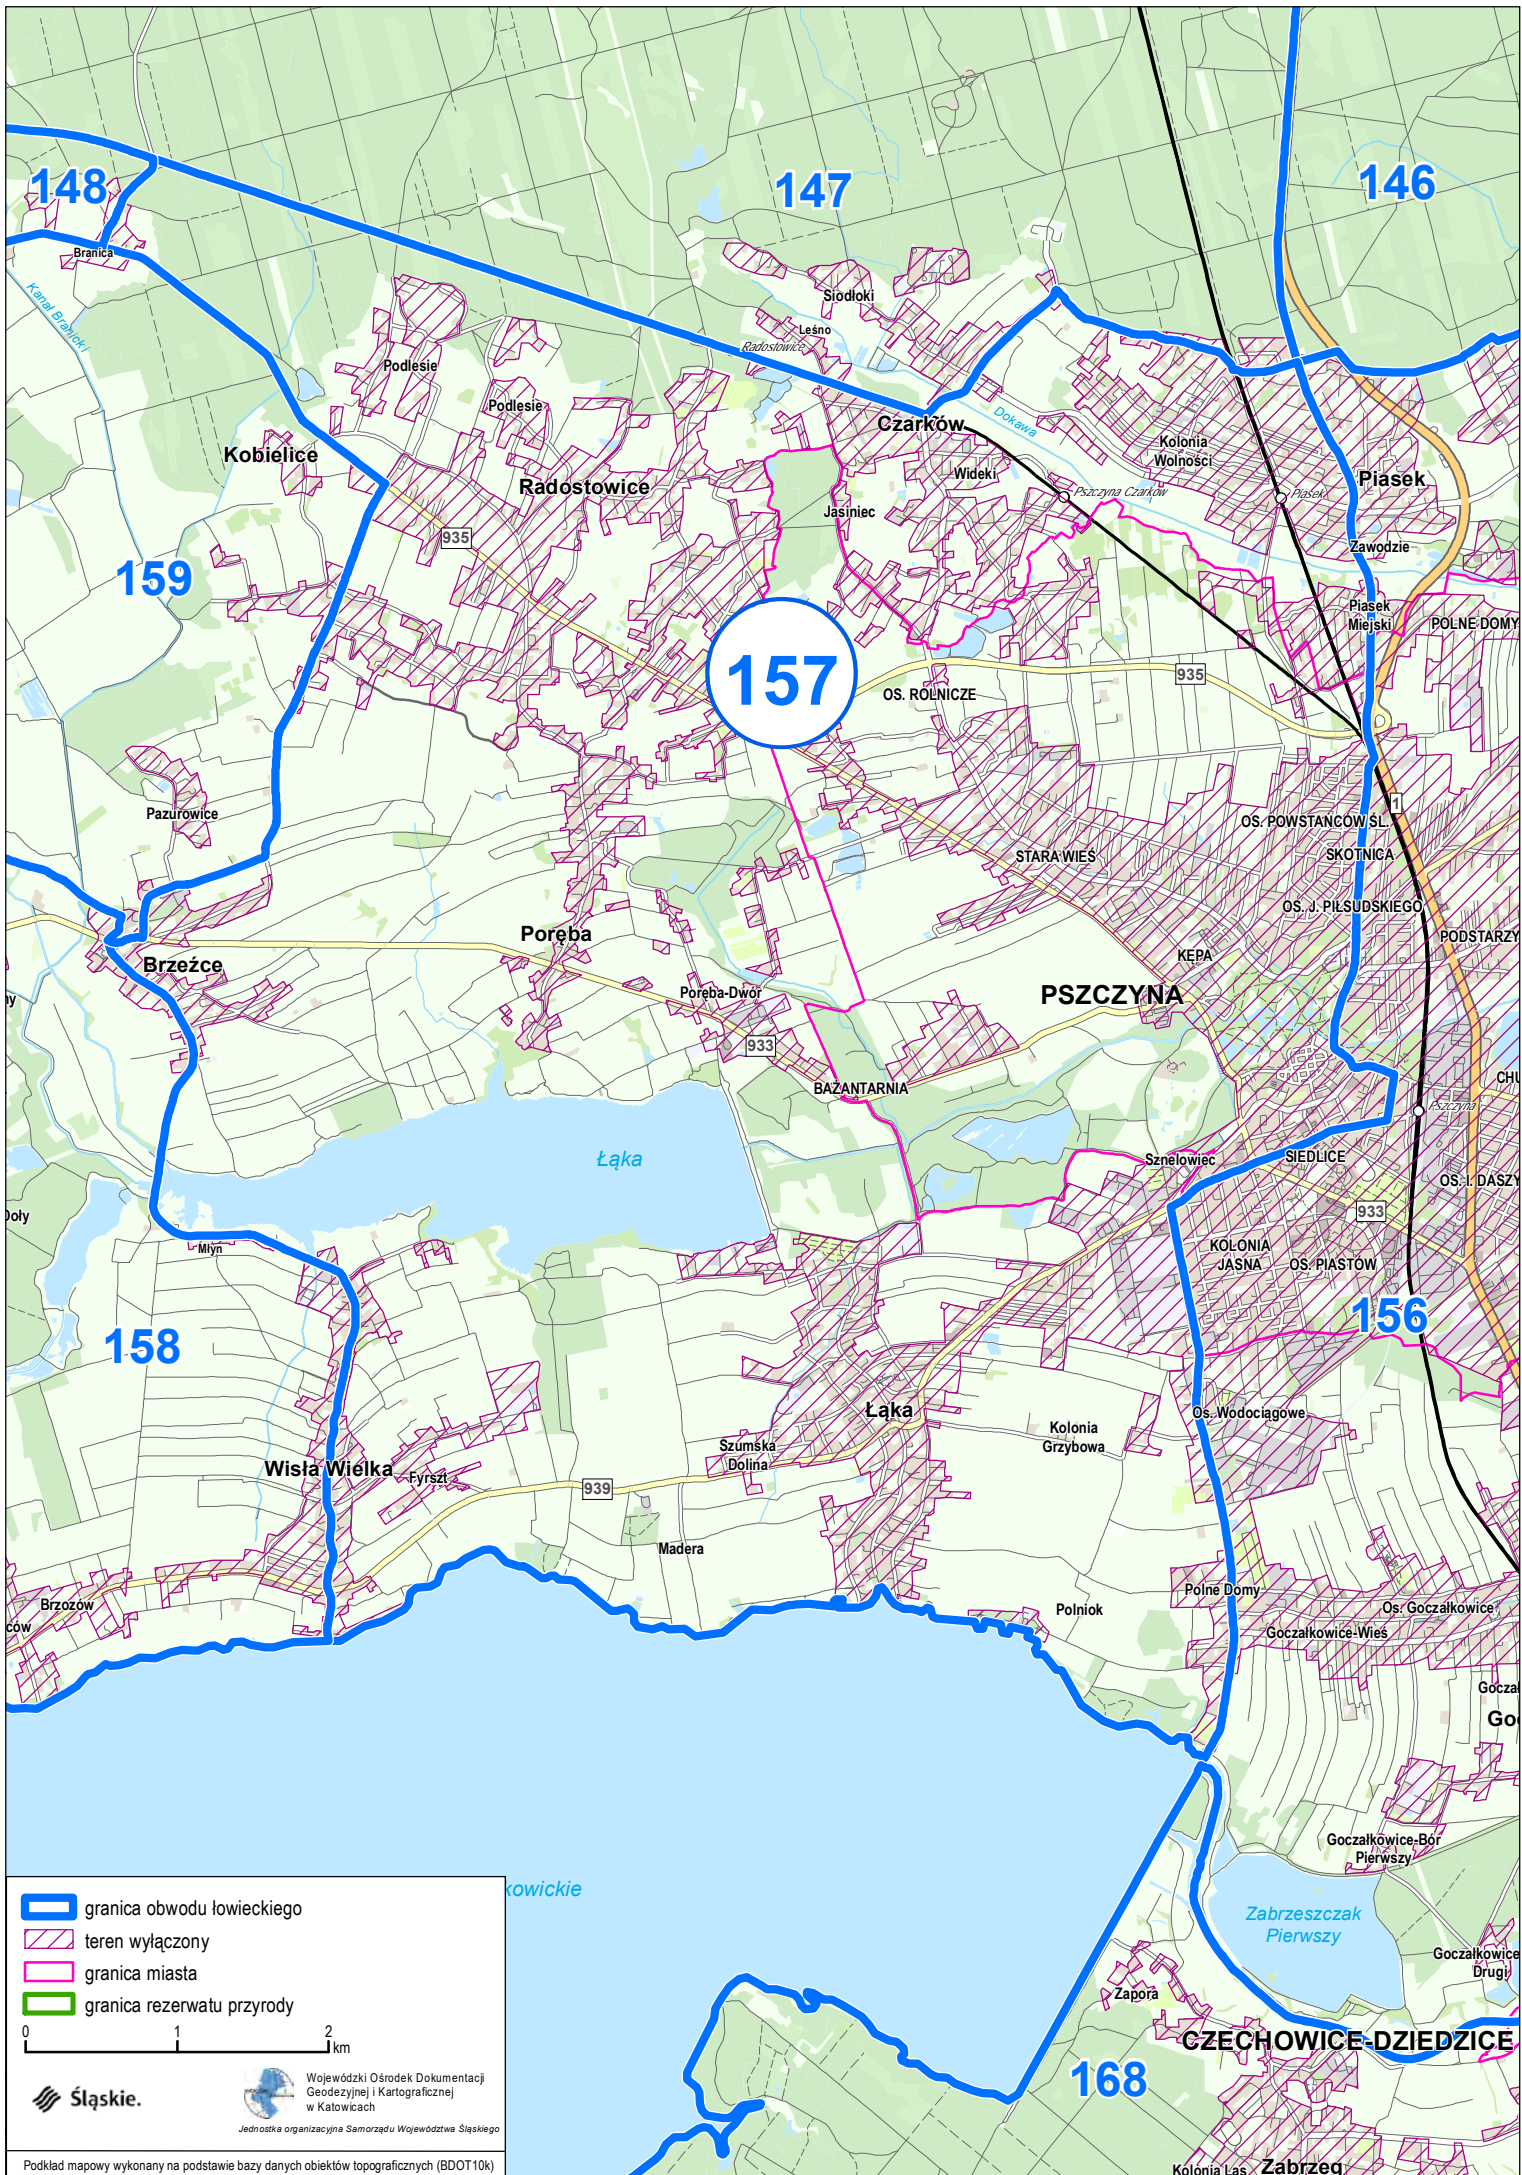 148
147
146
Branica
Kanał Branicki
Siodłoki
Leśno
Radostowice
Podlesie
Podlesie
Czarków
Dokawa
Kolonia
Wolności
Kobielice
Radostowice
Wideki
Pszczyna Czarków
Piasek
Piasek
Jasiniec
935
Zawodzie
159
Piasek
Miejski
POLNE DOMY
157
935
OS. ROLNICZE
Pazurowice
1
OS. POWSTAŃCÓW ŚL.
STARA WIEŚ
SKOTNICA
OS. J. PIŁSUDSKIEGO
Poręba
PODSTARZY
Brzeźce
KĘPA
Poręba-Dwór
PSZCZYNA
933
CHU
BAŻANTARNIA
Pszczyna
Łąka
Sznelowiec
SIEDLICE
OS. I. DASZY
Doły
933
Młyn
KOLONIA
JASNA
OS. PIASTÓW
156
158
Łąka
Os. Wodociągowe
Kolonia
Grzybowa
Szumska
Dolina
Wisła Wielka
Fyrszt
939
Madera
Brzozów
ców
Polne Domy
Polniok
Os. Goczałkowice
Goczałkowice-Wieś
Goczał
Goc
Goczałkowice-Bór
Pierwszy
kowickie
Zabrzeszczak
Pierwszy
Goczałkowice
Drugi
Zapora
CZECHOWICE-DZIEDZICE
168
Kolonia Las
Zabrzeg
granica obwodu łowieckiego
teren wyłączony
granica miasta
granica rezerwatu przyrody
0 1 2
km
Śląskie.
Wojewódzki Ośrodek Dokumentacji
Geodezyjnej i Kartograficznej
w Katowicach
Jednostka organizacyjna Samorządu Województwa Śląskiego
Podkład mapowy wykonany na podstawie bazy danych obiektów topograficznych (BDOT10k)